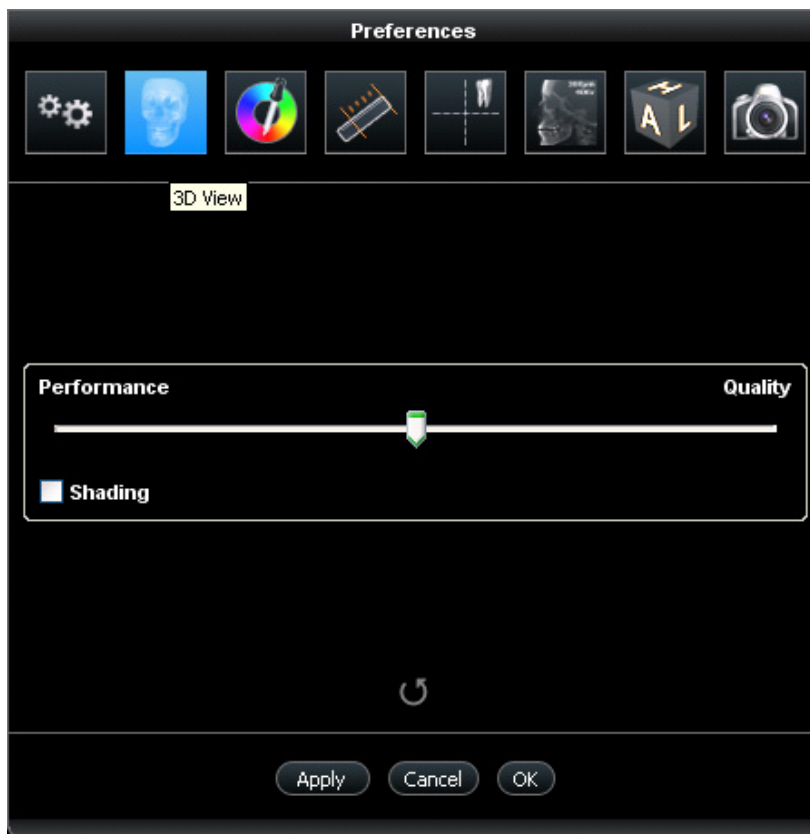 Preferences
A H L
3D View
Performance Quality
Shading
Apply Cancel OK